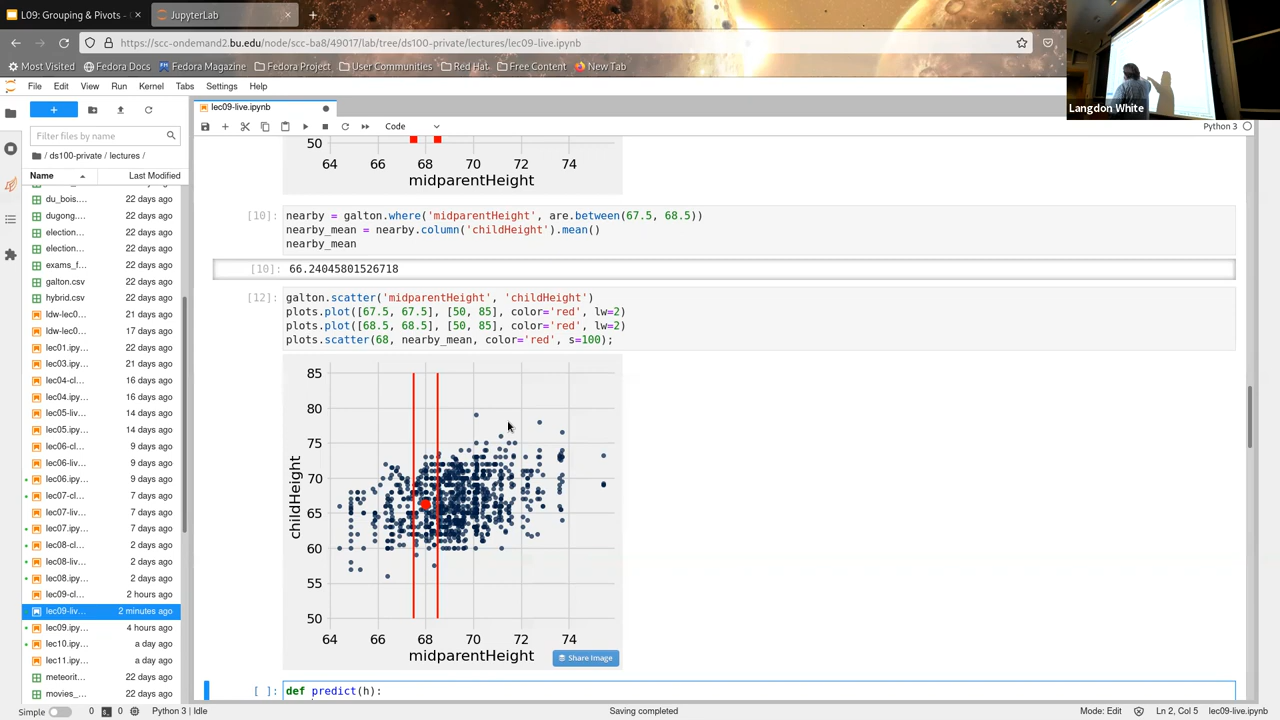 L09: Grouping & Pivots -
JupyterLab
https://scc-ondemand2.bu.edu/node/scc-ba8/49017/lab/tree/ds100-private/lectures/lec09-live.ipynb
Most Visited
Fedora Docs
Fedora Magazine
Fedora Project
User Communities
Red Hat
Free Content
New Tab
Langdon White
File Edit View Run Kernel Tabs Settings Help
lec09-live.ipynb
Filter files by name
Code
Python 3
/ ds100-private / lectures /
Name Last Modified
du_bois.... 22 days ago
dugong.... 22 days ago
election... 22 days ago
election... 22 days ago
exams_f... 22 days ago
galton.csv 22 days ago
hybrid.csv 22 days ago
ldw-lec0... 21 days ago
ldw-lec0... 17 days ago
lec01.ipy... 22 days ago
lec03.ipy... 21 days ago
lec04-cl... 16 days ago
lec04.ipy... 16 days ago
lec05-liv... 14 days ago
lec05.ipy... 14 days ago
lec06-cl... 9 days ago
lec06-liv... 9 days ago
lec06.ipy... 9 days ago
lec07-cl... 7 days ago
lec07-liv... 7 days ago
lec07.ipy... 7 days ago
lec08-cl... 2 days ago
lec08-liv... 2 days ago
lec08.ipy... 2 days ago
lec09-cl... 2 hours ago
lec09-liv... 2 minutes ago
lec09.ipy... 4 hours ago
lec10.ipy... a day ago
lec11.ipy... a day ago
meteorit... 22 days ago
movies_... 22 days ago
50
64 66 68 70 72 74
midparentHeight
[10]: nearby = galton.where('midparentHeight', are.between(67.5, 68.5))
nearby_mean = nearby.column('childHeight').mean()
nearby_mean
[10]: 66.24045801526718
[12]: galton.scatter('midparentHeight', 'childHeight')
plots.plot([67.5, 67.5], [50, 85], color='red', lw=2)
plots.plot([68.5, 68.5], [50, 85], color='red', lw=2)
plots.scatter(68, nearby_mean, color='red', s=100);
85
80
75
70
65
60
55
50
childHeight
64 66 68 70 72 74
midparentHeight
Share Image
[ ]: def predict(h):
Simple 0 0 Python 3 | Idle Saving completed Mode: Edit Ln 2, Col 5 lec09-live.ipynb